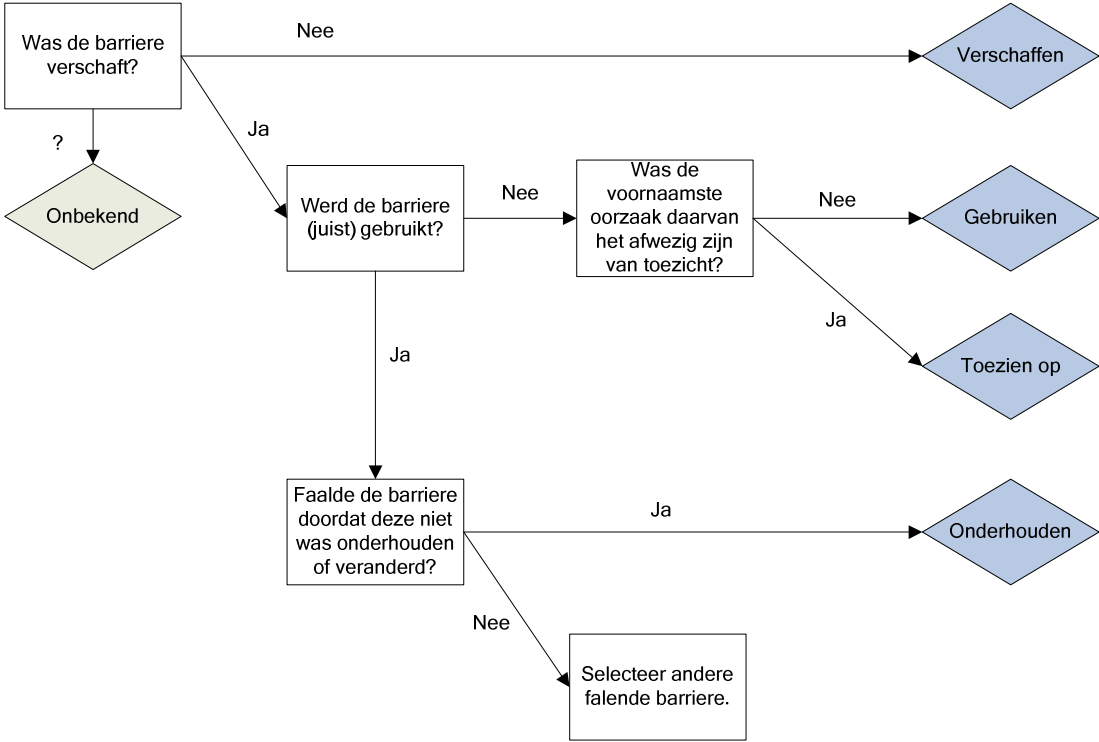 Was de barriere
verschaft?
Nee
Verschaffen
?
Ja
Onbekend
Werd de barriere
(juist) gebruikt?
Nee
Was de
voornaamste
oorzaak daarvan
het afwezig zijn
van toezicht?
Nee
Gebruiken
Ja
Toezien op
Ja
Faalde de barriere
doordat deze niet
was onderhouden
of veranderd?
Ja
Onderhouden
Nee
Selecteer andere
falende barriere.